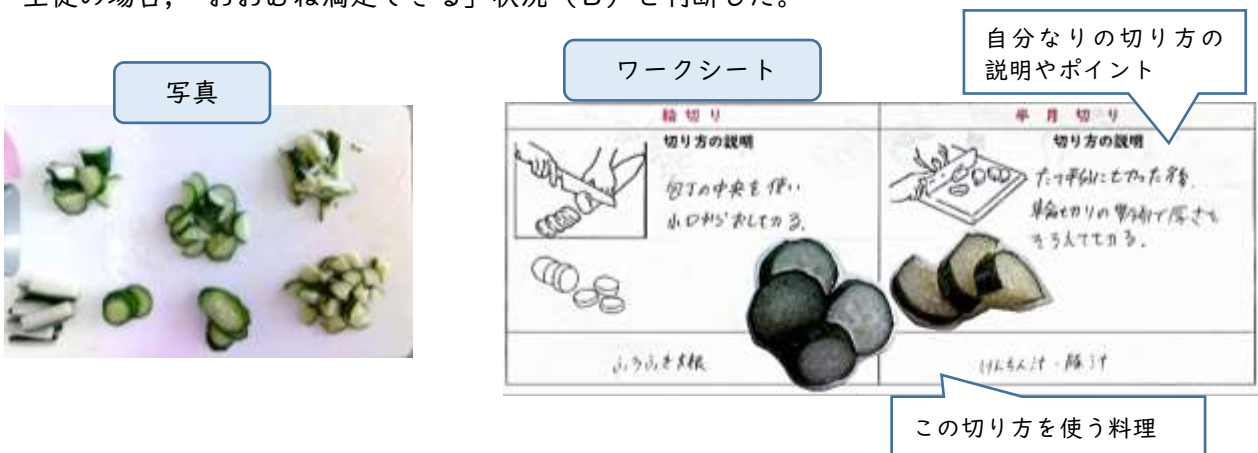 生徒の場合，「おおむね満足できる」状況（B）と判断した。
写真
ワークシート
自分なりの切り方の
説明やポイント
輪切り
切り方の説明
包丁の中央を使い
小口からおして切る。
ふろふき大根
半月切り
切り方の説明
たて半分に切った後、
輪切りの要領で厚さを
そろえて切る。
けんちん汁・豚汁
この切り方を使う料理